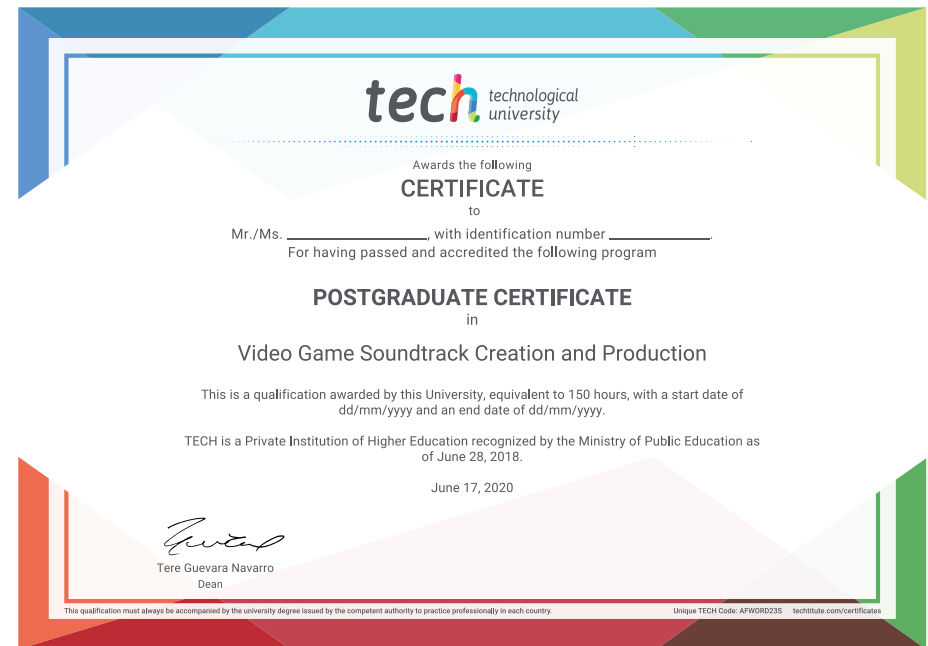 tech technological
university
Awards the following
CERTIFICATE
to
Mr./Ms. ____________________, with identification number ______________.
For having passed and accredited the following program
POSTGRADUATE CERTIFICATE
in
Video Game Soundtrack Creation and Production
This is a qualification awarded by this University, equivalent to 150 hours, with a start date of
dd/mm/yyyy and an end date of dd/mm/yyyy.
TECH is a Private Institution of Higher Education recognized by the Ministry of Public Education as
of June 28, 2018.
June 17, 2020
Tere Guevara Navarro
Dean
This qualification must always be accompanied by the university degree issued by the competent authority to practice professionally in each country.
Unique TECH Code: AFWORD23S techtitute.com/certificates